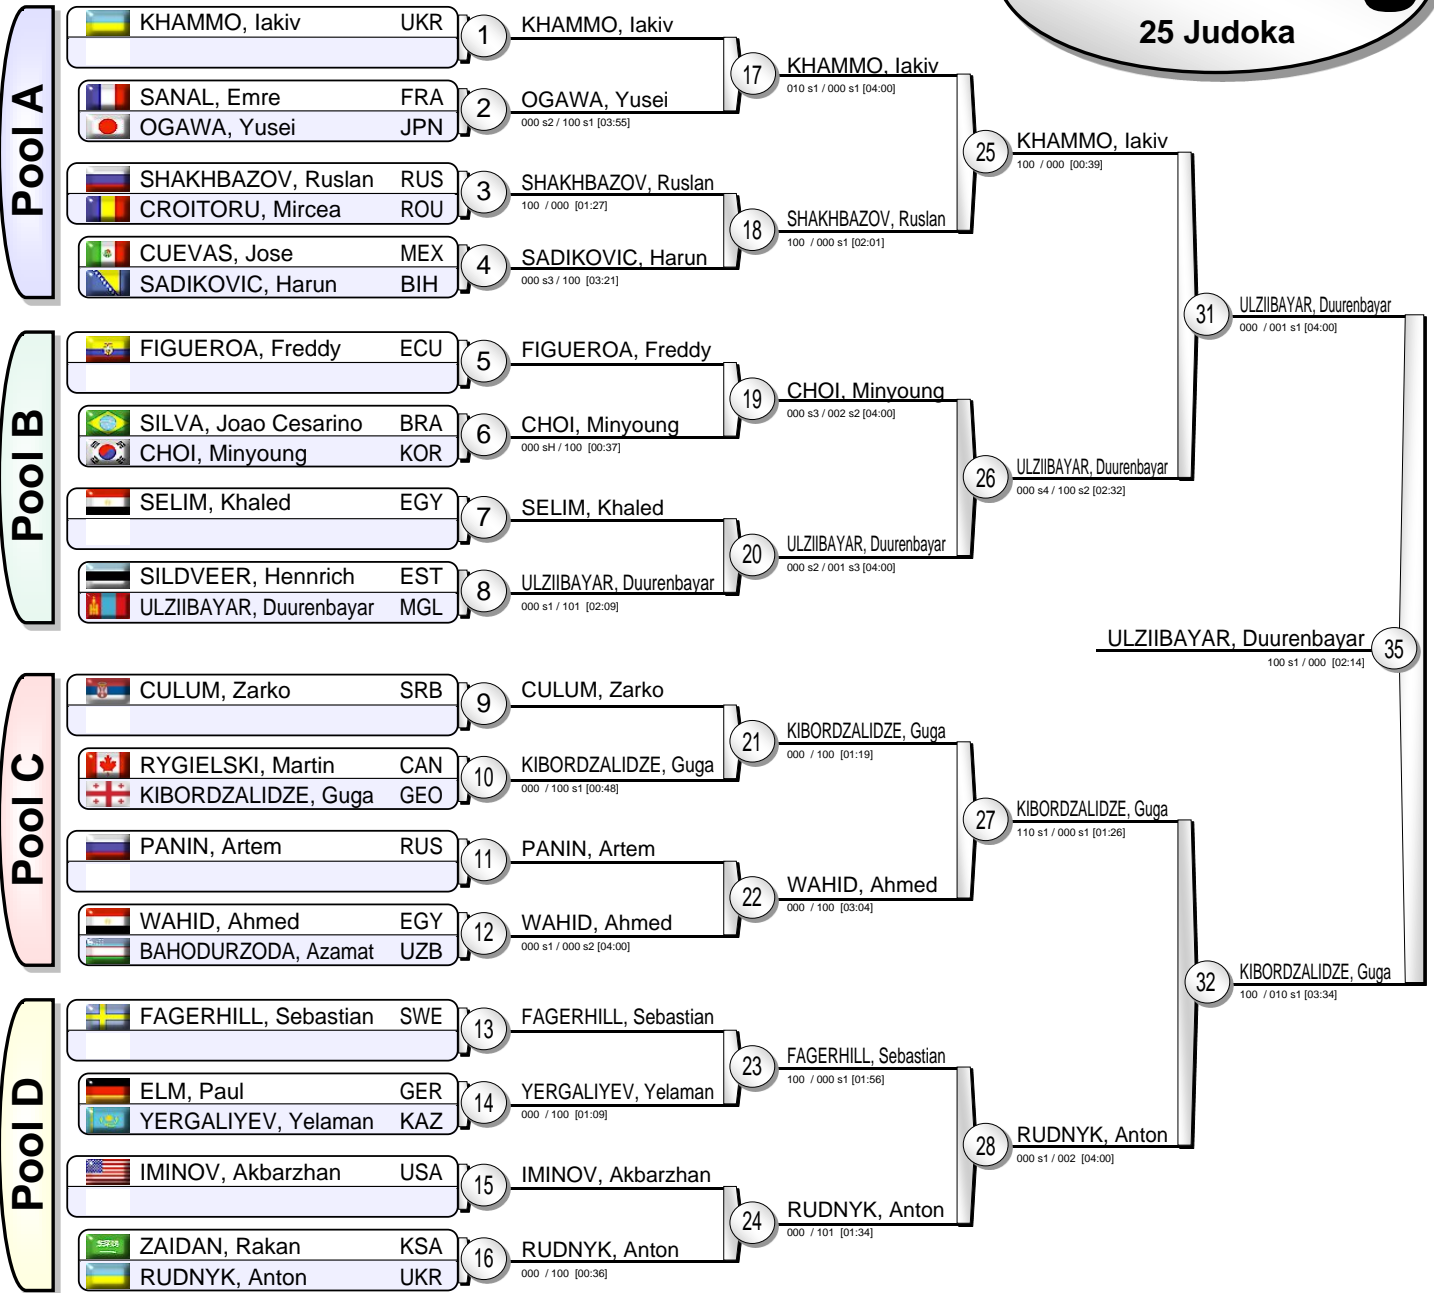 25 Judoka
Pool A
KHAMMO, Iakiv UKR
1
KHAMMO, Iakiv
SANAL, Emre FRA
OGAWA, Yusei JPN
2
OGAWA, Yusei
000 s2 / 100 s1 [03:55]
17
KHAMMO, Iakiv
010 s1 / 000 s1 [04:00]
SHAKHBAZOV, Ruslan RUS
CROITORU, Mircea ROU
3
SHAKHBAZOV, Ruslan
100 / 000 [01:27]
CUEVAS, Jose MEX
SADIKOVIC, Harun BIH
4
SADIKOVIC, Harun
000 s3 / 100 [03:21]
18
SHAKHBAZOV, Ruslan
100 / 000 s1 [02:01]
25
KHAMMO, Iakiv
100 / 000 [00:39]
Pool B
FIGUEROA, Freddy ECU
5
FIGUEROA, Freddy
SILVA, Joao Cesarino BRA
CHOI, Minyoung KOR
6
CHOI, Minyoung
000 sH / 100 [00:37]
19
CHOI, Minyoung
000 s3 / 002 s2 [04:00]
SELIM, Khaled EGY
7
SELIM, Khaled
SILDVEER, Hennrich EST
ULZIIBAYAR, Duurenbayar MGL
8
ULZIIBAYAR, Duurenbayar
000 s1 / 101 [02:09]
20
ULZIIBAYAR, Duurenbayar
000 s2 / 001 s3 [04:00]
26
ULZIIBAYAR, Duurenbayar
000 s4 / 100 s2 [02:32]
31
ULZIIBAYAR, Duurenbayar
000 / 001 s1 [04:00]
ULZIIBAYAR, Duurenbayar
100 s1 / 000 [02:14]
35
Pool C
CULUM, Zarko SRB
9
CULUM, Zarko
RYGIELSKI, Martin CAN
KIBORDZALIDZE, Guga GEO
10
KIBORDZALIDZE, Guga
000 / 100 s1 [00:48]
21
KIBORDZALIDZE, Guga
000 / 100 [01:19]
PANIN, Artem RUS
11
PANIN, Artem
WAHID, Ahmed EGY
BAHODURZODA, Azamat UZB
12
WAHID, Ahmed
000 s1 / 000 s2 [04:00]
22
WAHID, Ahmed
000 / 100 [03:04]
27
KIBORDZALIDZE, Guga
110 s1 / 000 s1 [01:26]
Pool D
FAGERHILL, Sebastian SWE
13
FAGERHILL, Sebastian
ELM, Paul GER
YERGALIYEV, Yelaman KAZ
14
YERGALIYEV, Yelaman
000 / 100 [01:09]
23
FAGERHILL, Sebastian
100 / 000 s1 [01:56]
IMINOV, Akbarzhan USA
15
IMINOV, Akbarzhan
ZAIDAN, Rakan KSA
RUDNYK, Anton UKR
16
RUDNYK, Anton
000 / 100 [00:36]
24
RUDNYK, Anton
000 / 101 [01:34]
28
RUDNYK, Anton
000 s1 / 002 [04:00]
32
KIBORDZALIDZE, Guga
100 / 010 s1 [03:34]